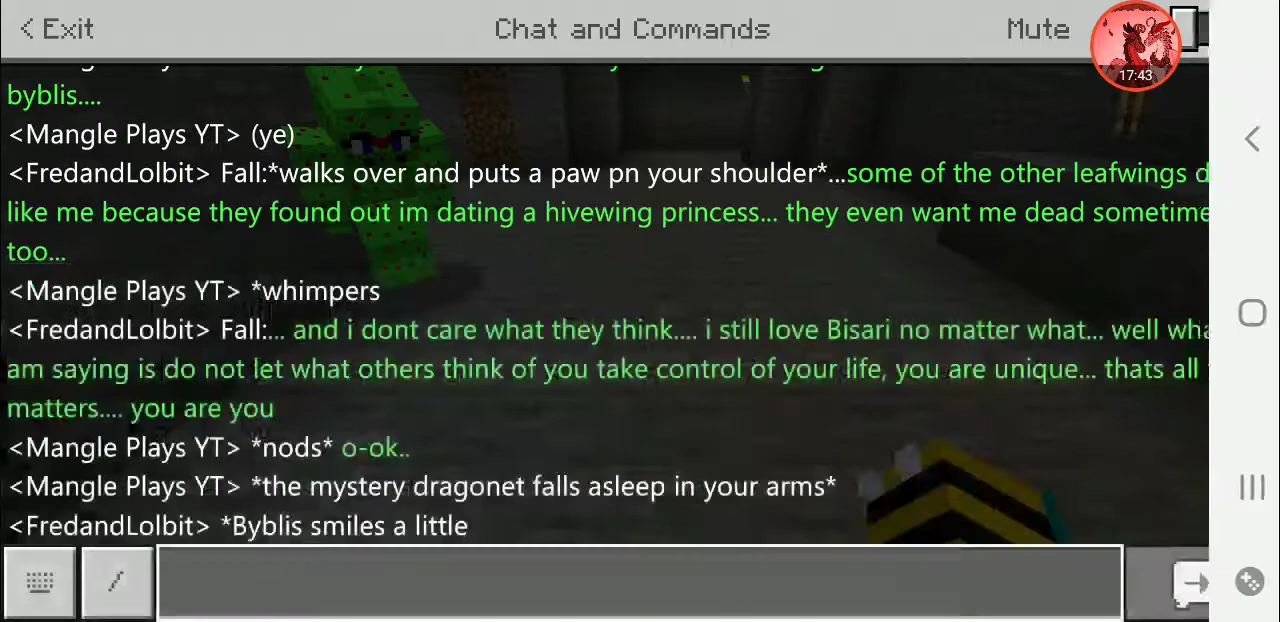 < Exit
Chat and Commands
Mute
17:43
byblis....
<Mangle Plays YT> (ye)
<FredandLolbit> Fall:*walks over and puts a paw pn your shoulder*...some of the other leafwings d
like me because they found out im dating a hivewing princess... they even want me dead sometime
too...
<Mangle Plays YT> *whimpers
<FredandLolbit> Fall:... and i dont care what they think.... i still love Bisari no matter what... well wha
am saying is do not let what others think of you take control of your life, you are unique... thats all
matters.... you are you
<Mangle Plays YT> *nods* o-ok..
<Mangle Plays YT> *the mystery dragonet falls asleep in your arms*
<FredandLolbit> *Byblis smiles a little
/